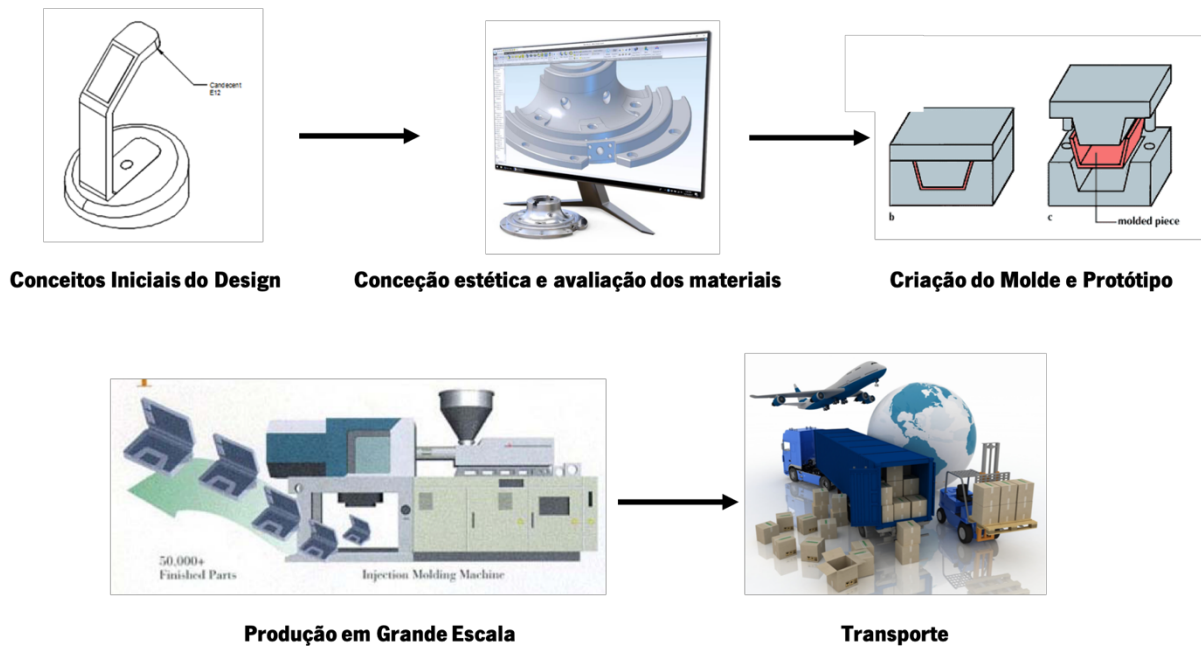 Candecent
E12
b
c
molded piece
Conceitos Iniciais do Design
Conceção estética e avaliação dos materiais
Criação do Molde e Protótipo
50,000+
Finished Parts
Injection Molding Machine
Produção em Grande Escala
Transporte